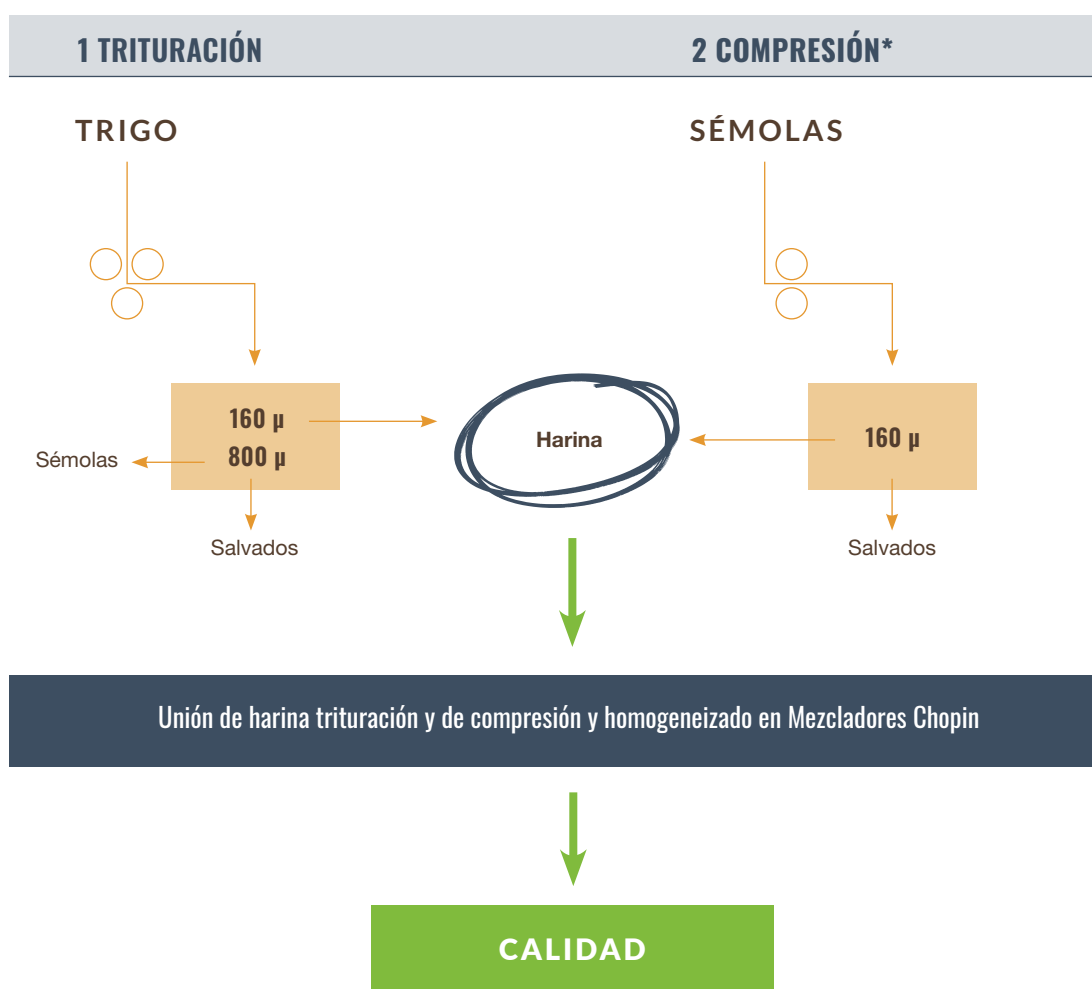 1 TRITURACIÓN
2 COMPRESIÓN*
TRIGO
SÉMOLAS
160 µ
800 µ
Sémolas
Salvados
Harina
160 µ
Salvados
Unión de harina trituración y de compresión y homogeneizado en Mezcladores Chopin
CALIDAD